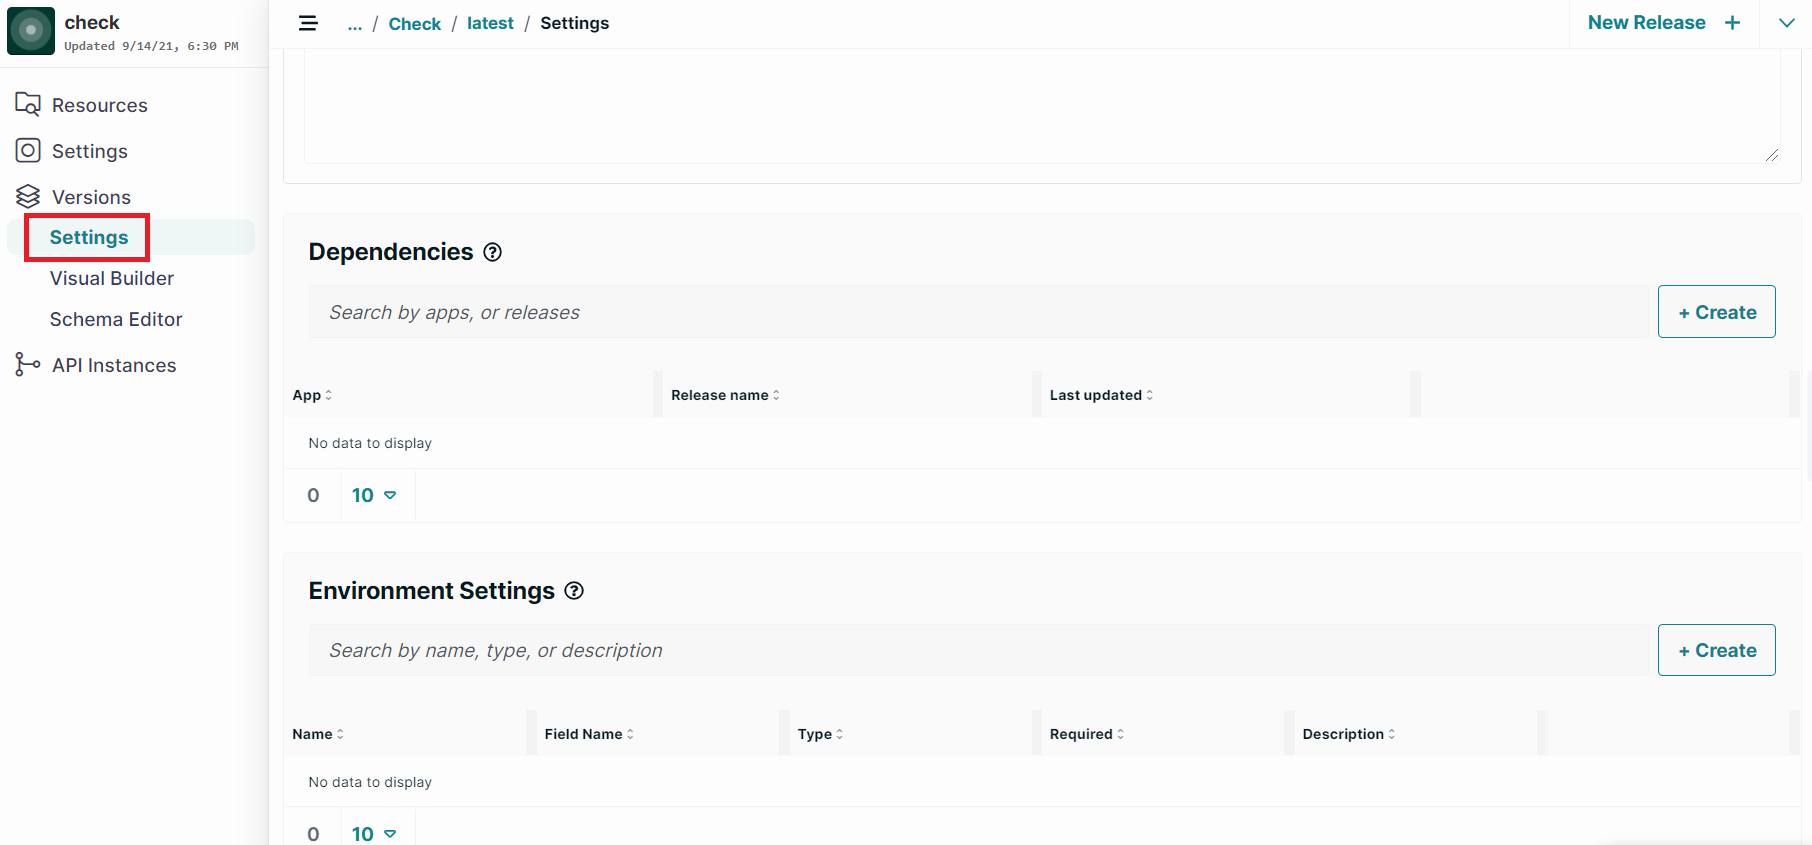 check
Updated 9/14/21, 6:30 PM
Resources
Settings
Versions
Settings
Visual Builder
Schema Editor
API Instances
... / Check / latest / Settings
New Release +
Dependencies ?
Search by apps, or releases
+ Create
App Release name Last updated
No data to display
0 10
Environment Settings ?
Search by name, type, or description
+ Create
Name Field Name Type Required Description
No data to display
0 10